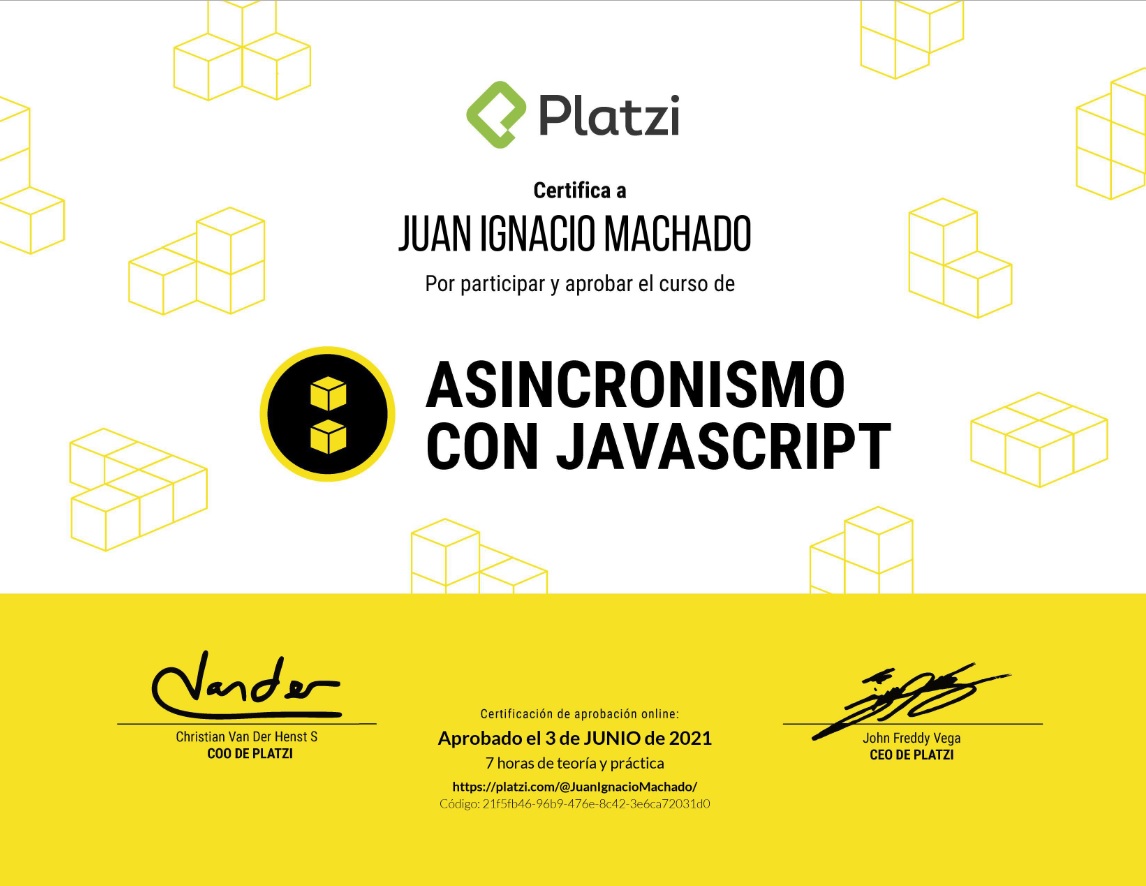 Platzi
Certifica a
JUAN IGNACIO MACHADO
Por participar y aprobar el curso de
ASINCRONISMO
CON JAVASCRIPT
Vander
Christian Van Der Henst S
COO DE PLATZI
Certificación de aprobación online:
Aprobado el 3 de JUNIO de 2021
7 horas de teoría y práctica
https://platzi.com/@JuanIgnacioMachado/
Código: 21f5fb46-96b9-476e-8c42-3e6ca72031d0
John Freddy Vega
CEO DE PLATZI